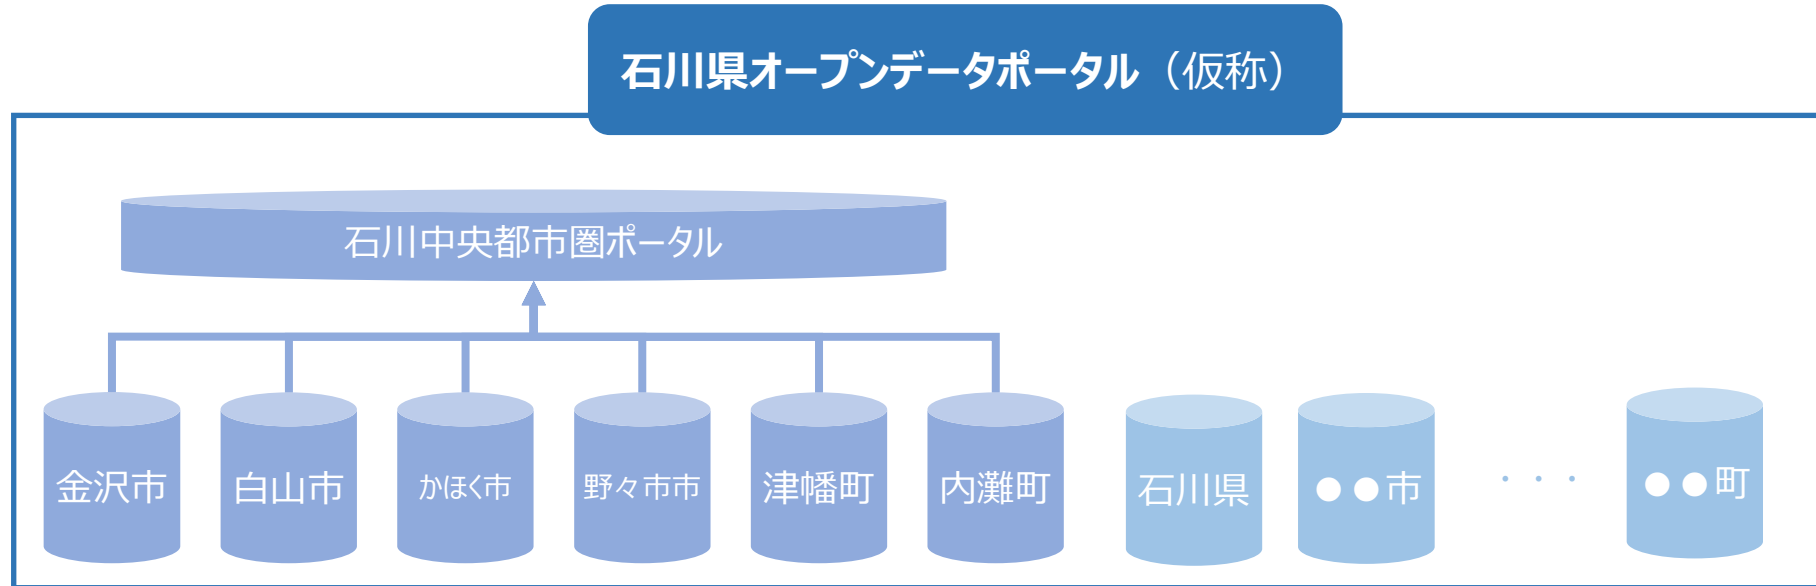 石川県オープンデータポータル（仮称）
石川中央都市圏ポータル
金沢市
白山市
かほく市
野々市市
津幡町
内灘町
石川県
●●市
・・・
●●町